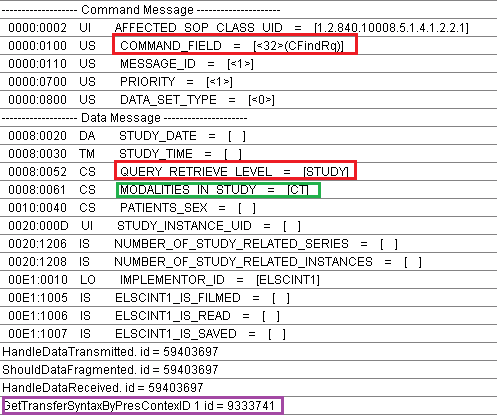 ------------------ Command Message --------------------
0000:0002 UI AFFECTED_SOP_CLASS_UID = [1.2.840.10008.5.1.4.1.2.2.1]
0000:0100 US COMMAND_FIELD = [<32>(CFindRq)]
0000:0110 US MESSAGE_ID = [<1>]
0000:0700 US PRIORITY = [<1>]
0000:0800 US DATA_SET_TYPE = [<0>]
------------------ Data Message --------------------
0008:0020 DA STUDY_DATE = [ ]
0008:0030 TM STUDY_TIME = [ ]
0008:0052 CS QUERY_RETRIEVE_LEVEL = [STUDY]
0008:0061 CS MODALITIES_IN_STUDY = [CT]
0010:0040 CS PATIENTS_SEX = [ ]
0020:000D UI STUDY_INSTANCE_UID = [ ]
0020:1206 IS NUMBER_OF_STUDY_RELATED_SERIES = [ ]
0020:1208 IS NUMBER_OF_STUDY_RELATED_INSTANCES = [ ]
00E1:0010 LO IMPLEMENTOR_ID = [ELSCINT1]
00E1:1005 IS ELSCINT1_IS_FILMED = [ ]
00E1:1006 IS ELSCINT1_IS_READ = [ ]
00E1:1007 IS ELSCINT1_IS_SAVED = [ ]
HandleDataTransmitted. id = 59403697
ShouldDataFragmented. id = 59403697
HandleDataReceived. id = 59403697
GetTransferSyntaxByPresContexID 1 id = 9333741